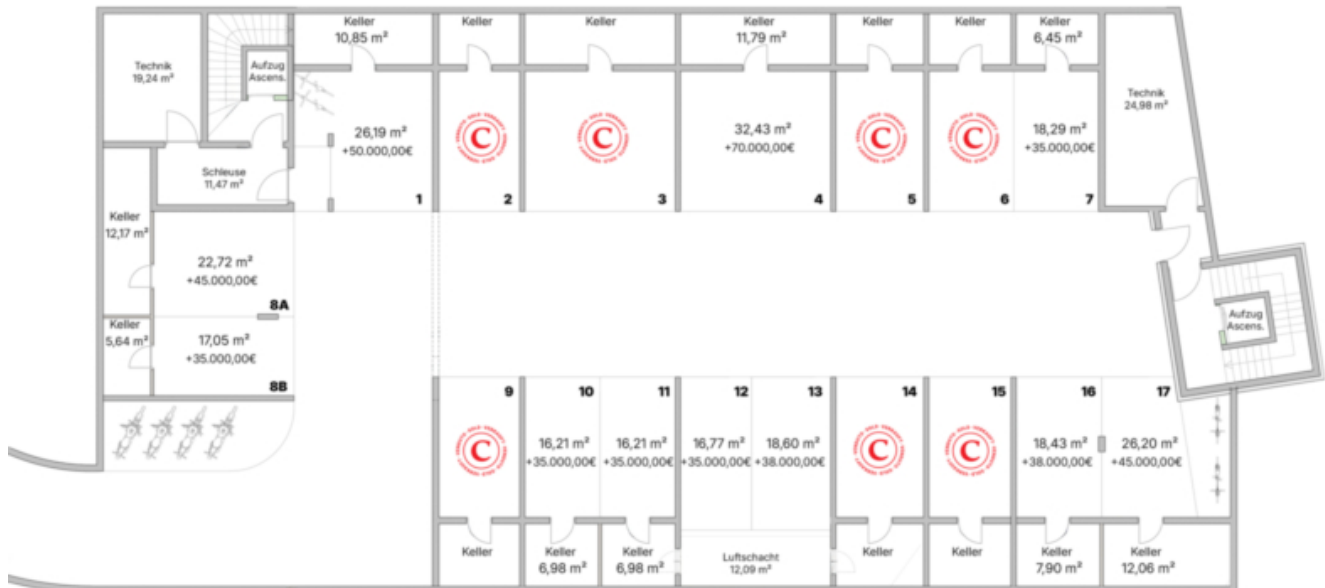 Keller
10,85 m²
Keller
Keller
Keller
11,79 m²
Keller
Keller
Keller
6,45 m²
Technik
19,24 m²
Aufzug
Ascens.
26,19 m²
+50.000,00€
C
C
32,43 m²
+70.000,00€
C
C
18,29 m²
+35.000,00€
Technik
24,98 m²
Schleuse
11,47 m²
1
2
3
4
5
6
7
Keller
12,17 m²
22,72 m²
+45.000,00€
8A
Keller
5,64 m²
17,05 m²
+35.000,00€
8B
Aufzug
Ascens.
9
10
11
12
13
14
15
16
17
C
16,21 m²
+35.000,00€
16,21 m²
+35.000,00€
16,77 m²
+35.000,00€
18,60 m²
+38.000,00€
C
C
18,43 m²
+38.000,00€
26,20 m²
+45.000,00€
Keller
Keller
6,98 m²
Keller
6,98 m²
Luftschacht
12,09 m²
Keller
Keller
Keller
7,90 m²
Keller
12,06 m²